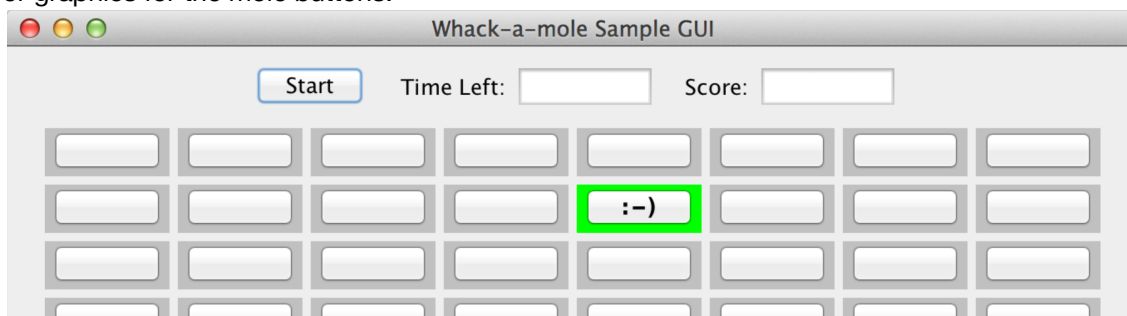 or graphics for the mole buttons.
Whack-a-mole Sample GUI
Start Time Left: Score:
:-)